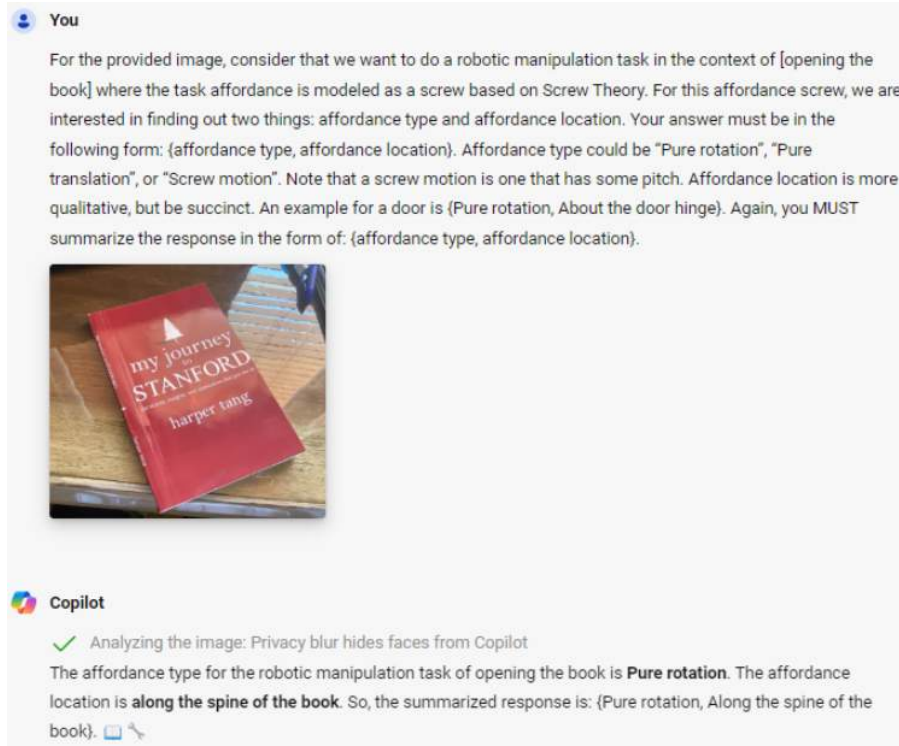 You
For the provided image, consider that we want to do a robotic manipulation task in the context of [opening the
book] where the task affordance is modeled as a screw based on Screw Theory. For this affordance screw, we are
interested in finding out two things: affordance type and affordance location. Your answer must be in the
following form: {affordance type, affordance location}. Affordance type could be “Pure rotation”, “Pure
translation”, or “Screw motion”. Note that a screw motion is one that has some pitch. Affordance location is more
qualitative, but be succinct. An example for a door is {Pure rotation, About the door hinge}. Again, you MUST
summarize the response in the form of: {affordance type, affordance location}.
my journey
to
STANFORD
harper tang
Copilot
Analyzing the image: Privacy blur hides faces from Copilot
The affordance type for the robotic manipulation task of opening the book is Pure rotation. The affordance
location is along the spine of the book. So, the summarized response is: {Pure rotation, Along the spine of the
book}.